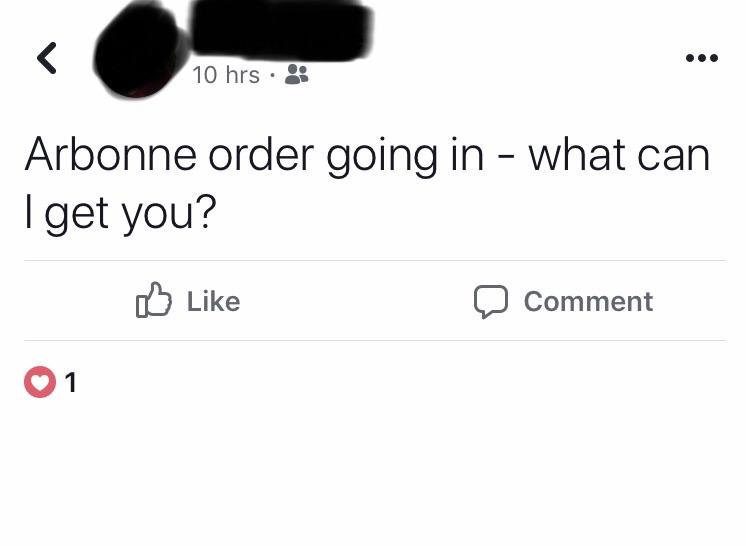 10 hrs ·
Arbonne order going in - what can
I get you?
Like
Comment
1